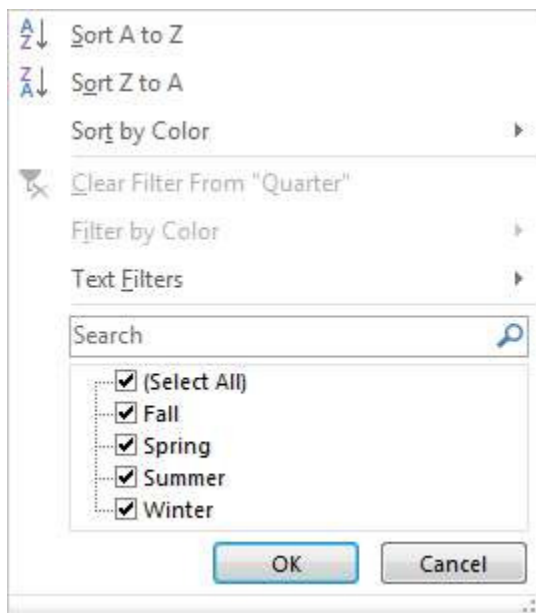 Sort A to Z
Sort Z to A
Sort by Color
Clear Filter From "Quarter"
Filter by Color
Text Filters
Search
(Select All)
Fall
Spring
Summer
Winter
OK Cancel